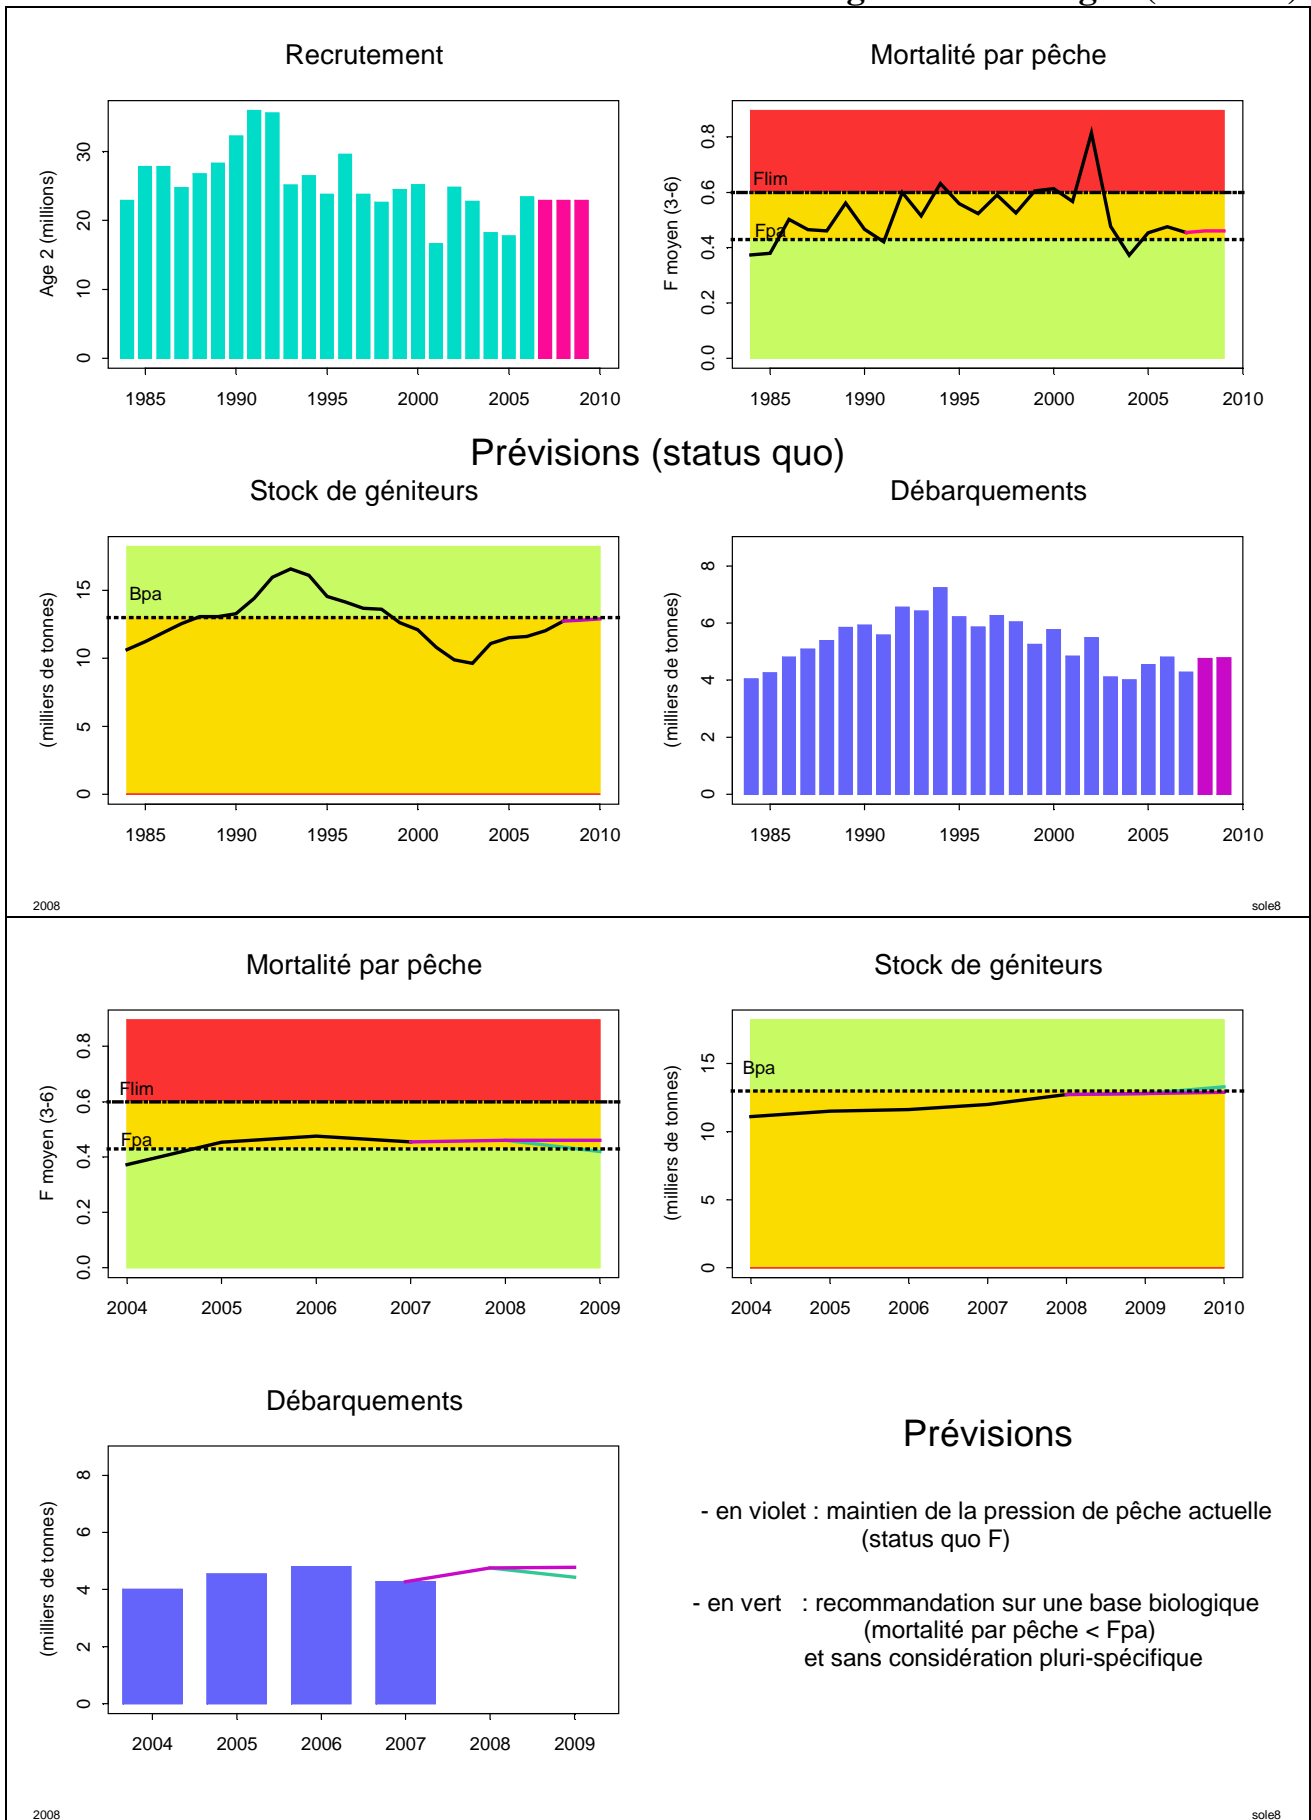 Recrutement
Age 2 (millions)
0 10 20 30
1985 1990 1995 2000 2005 2010
Mortalité par pêche
F moyen (3-6)
0.0 0.2 0.4 0.6 0.8
Flim
Fpa
1985 1990 1995 2000 2005 2010
Prévisions (status quo)
Stock de géniteurs
(milliers de tonnes)
0 5 10 15
Bpa
1985 1990 1995 2000 2005 2010
Débarquements
(milliers de tonnes)
0 2 4 6 8
1985 1990 1995 2000 2005 2010
2008
sole8
Mortalité par pêche
F moyen (3-6)
0.0 0.2 0.4 0.6 0.8
Flim
Fpa
2004 2005 2006 2007 2008 2009
Stock de géniteurs
(milliers de tonnes)
0 5 10 15
Bpa
2004 2005 2006 2007 2008 2009 2010
Débarquements
(milliers de tonnes)
0 2 4 6 8
2004 2005 2006 2007 2008 2009
Prévisions
- en violet : maintien de la pression de pêche actuelle
(status quo F)
- en vert : recommandation sur une base biologique
(mortalité par pêche < Fpa)
et sans considération pluri-spécifique
2008
sole8